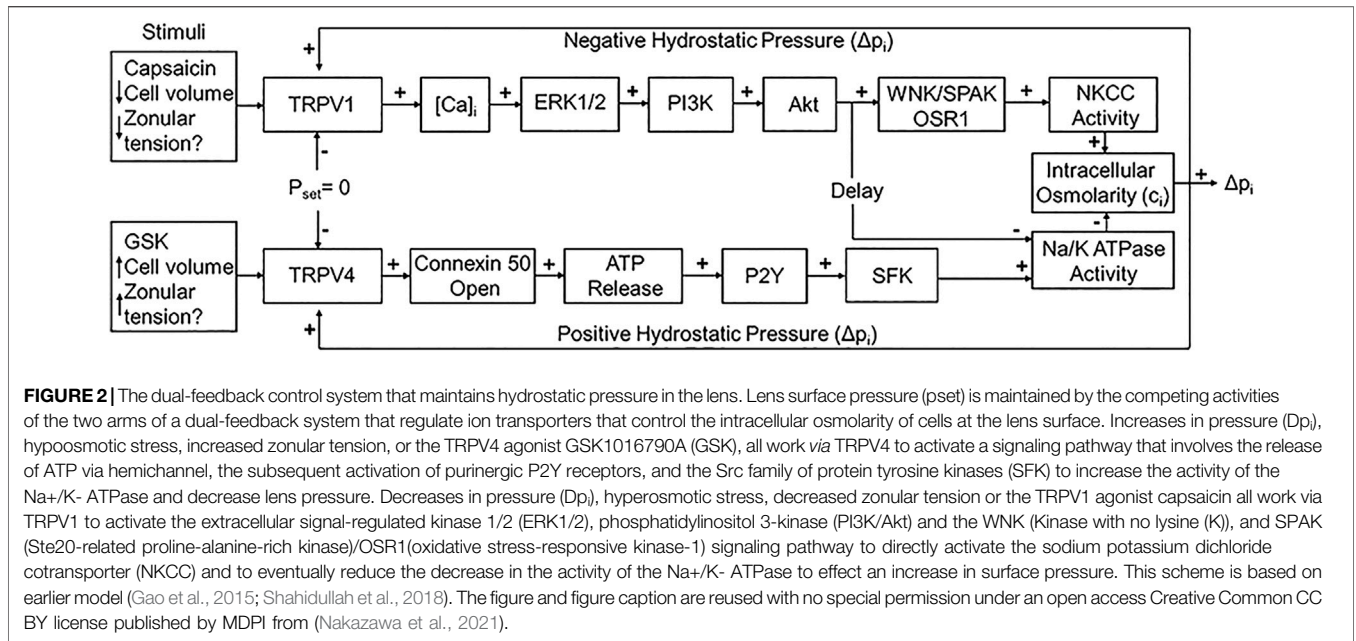 Stimuli
Negative Hydrostatic Pressure (Δpᵢ)
Capsaicin
↓ Cell volume
↓ Zonular
tension?
+
TRPV1
+
[Ca]ᵢ
+
ERK1/2
+
PI3K
+
Akt
+
WNK/SPAK
OSR1
+
NKCC
Activity
+
-
Pset= 0
-
Delay
Intracellular
Osmolarity (cᵢ)
+
Δpᵢ
GSK
↑ Cell volume
↑ Zonular
tension?
TRPV4
+
Connexin 50
Open
+
ATP
Release
+
P2Y
+
SFK
+
-
-
Na/K ATPase
Activity
+
Positive Hydrostatic Pressure (Δpᵢ)
FIGURE 2 | The dual-feedback control system that maintains hydrostatic pressure in the lens. Lens surface pressure (pset) is maintained by the competing activities
of the two arms of a dual-feedback system that regulate ion transporters that control the intracellular osmolarity of cells at the lens surface. Increases in pressure (Dpᵢ),
hypoosmotic stress, increased zonular tension, or the TRPV4 agonist GSK1016790A (GSK), all work via TRPV4 to activate a signaling pathway that involves the release
of ATP via hemichannel, the subsequent activation of purinergic P2Y receptors, and the Src family of protein tyrosine kinases (SFK) to increase the activity of the
Na+/K- ATPase and decrease lens pressure. Decreases in pressure (Dpᵢ), hyperosmotic stress, decreased zonular tension or the TRPV1 agonist capsaicin all work via
TRPV1 to activate the extracellular signal-regulated kinase 1/2 (ERK1/2), phosphatidylinositol 3-kinase (PI3K/Akt) and the WNK (Kinase with no lysine (K)), and SPAK
(Ste20-related proline-alanine-rich kinase)/OSR1(oxidative stress-responsive kinase-1) signaling pathway to directly activate the sodium potassium dichloride
cotransporter (NKCC) and to eventually reduce the decrease in the activity of the Na+/K- ATPase to effect an increase in surface pressure. This scheme is based on
earlier model (Gao et al., 2015; Shahidullah et al., 2018). The figure and figure caption are reused with no special permission under an open access Creative Common CC
BY license published by MDPI from (Nakazawa et al., 2021).